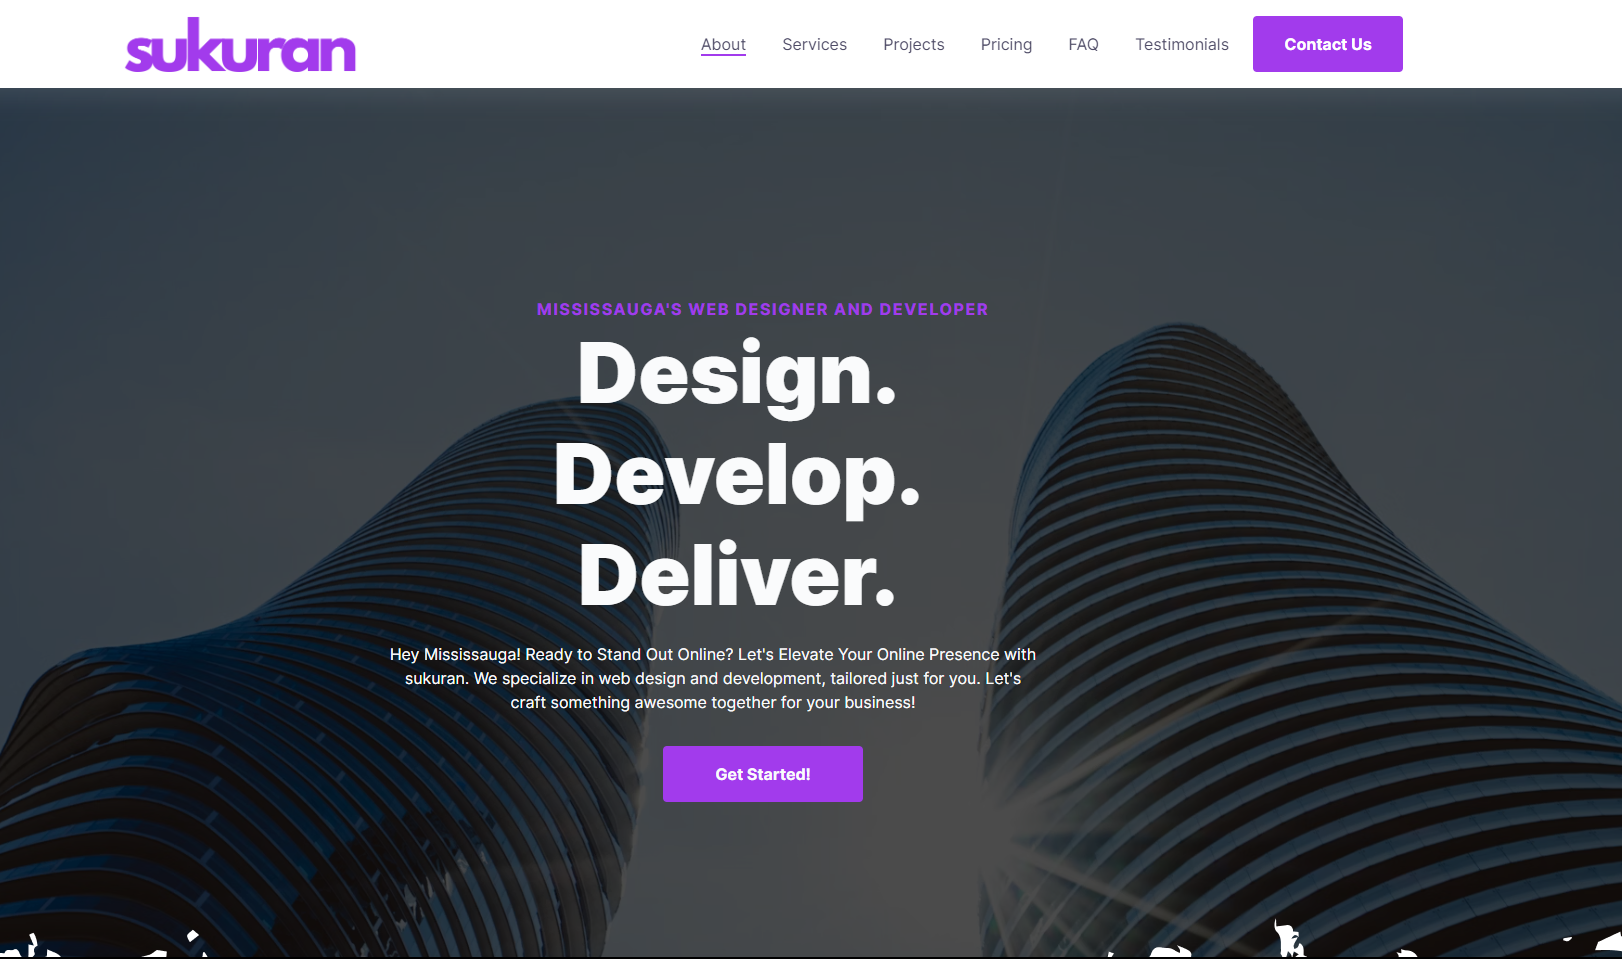 sukuran
About Services Projects Pricing FAQ Testimonials Contact Us
MISSISSAUGA'S WEB DESIGNER AND DEVELOPER
Design.
Develop.
Deliver.
Hey Mississauga! Ready to Stand Out Online? Let's Elevate Your Online Presence with
sukuran. We specialize in web design and development, tailored just for you. Let's
craft something awesome together for your business!
Get Started!